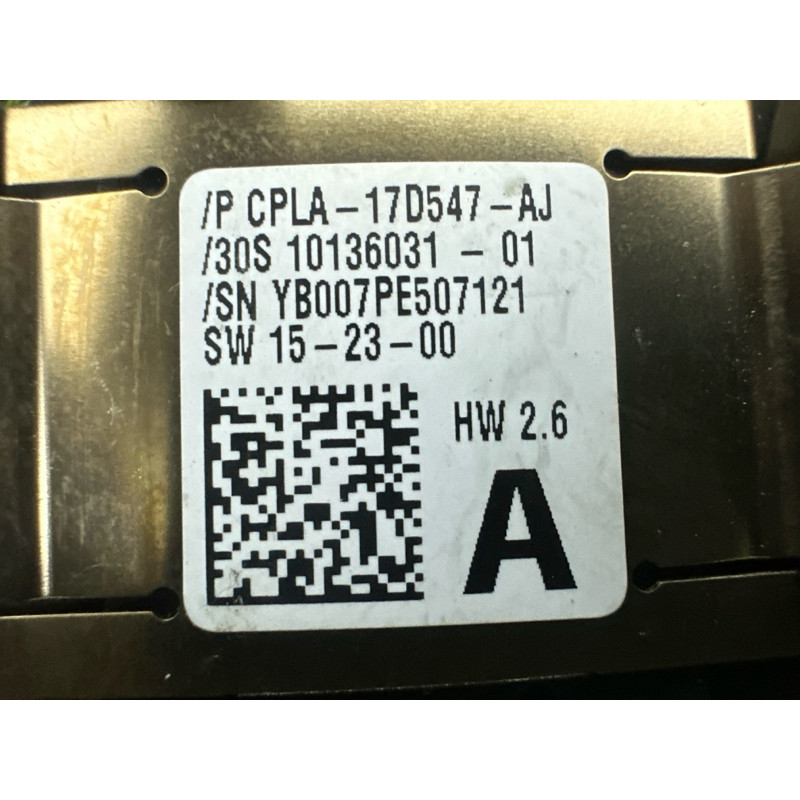 /P CPLA-17D547-AJ
/30S 10136031 - 01
/SN YB007PE507121
SW 15-23-00
HW 2.6
A